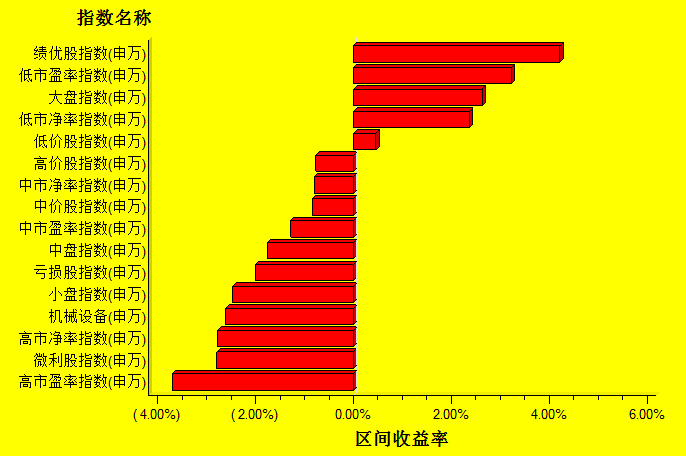 指数名称
绩优股指数(申万)
低市盈率指数(申万)
大盘指数(申万)
低市净率指数(申万)
低价股指数(申万)
高价股指数(申万)
中市净率指数(申万)
中价股指数(申万)
中市盈率指数(申万)
中盘指数(申万)
亏损股指数(申万)
小盘指数(申万)
机械设备(申万)
高市净率指数(申万)
微利股指数(申万)
高市盈率指数(申万)
( 4.00%) ( 2.00%) 0.00% 2.00% 4.00% 6.00%
区间收益率